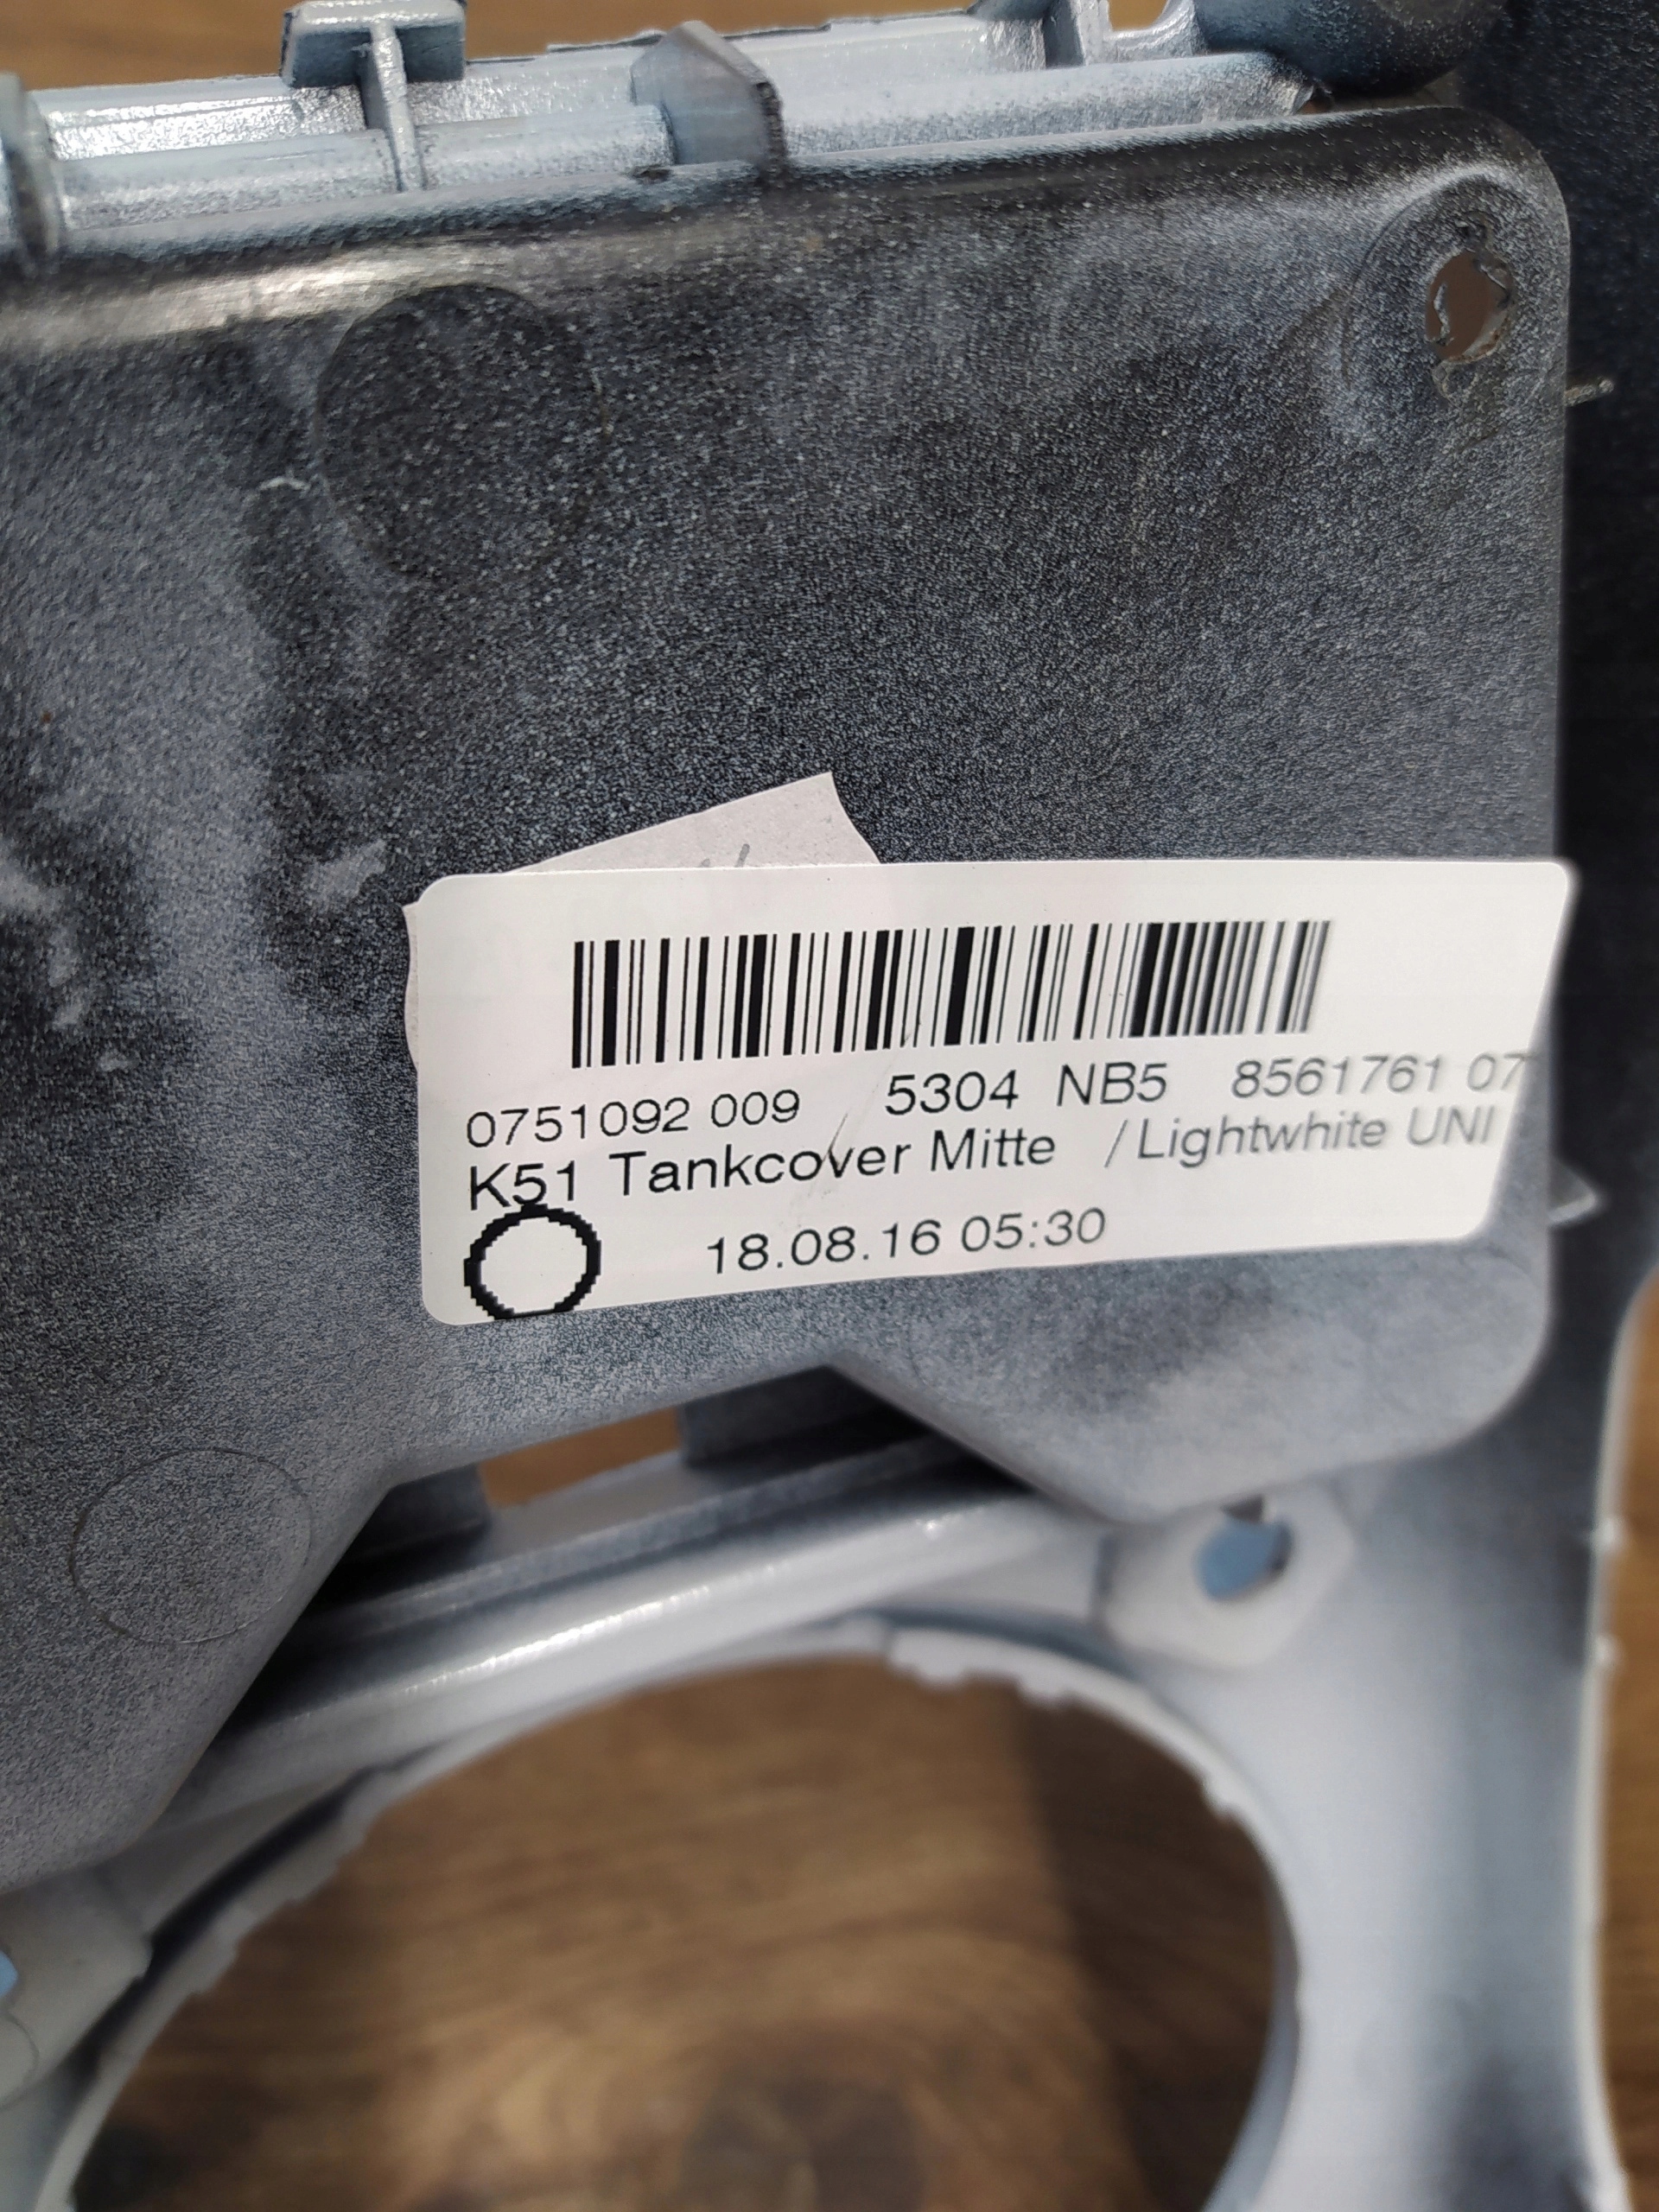 0751092 009 5304 NB5 8561761 07
K51 Tankcover Mitte /Lightwhite UNI
18.08.16 05:30